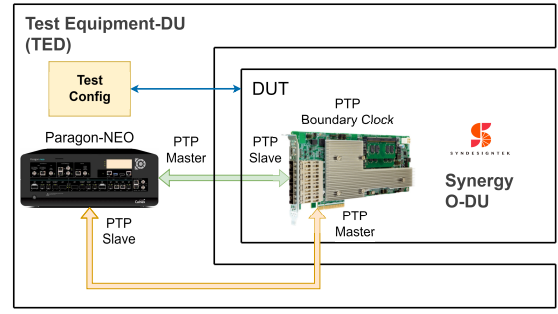 Test Equipment-DU
(TED)
Test
Config
DUT
PTP
Boundary Clock
Paragon-NEO
PTP
Master
PTP
Slave
SYNDESIGNTEK
Synergy
O-DU
PTP
Slave
PTP
Master
Calnex